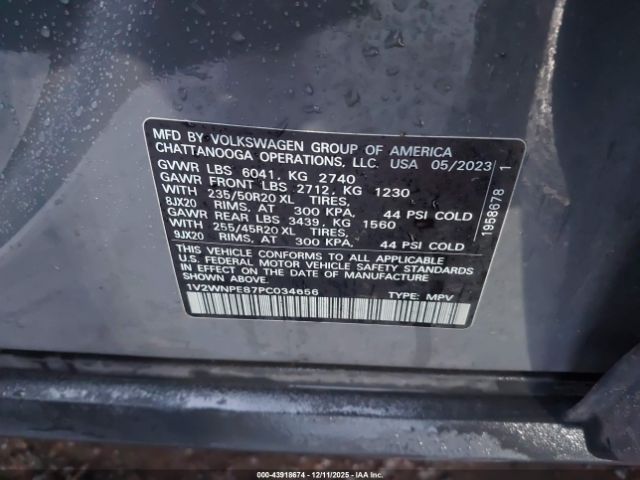 MFD BY VOLKSWAGEN GROUP OF AMERICA
CHATTANOOGA OPERATIONS, LLC. USA 05/2023
GVWR LBS 6041, KG 2740
GAWR FRONT LBS 2712, KG 1230
WITH 235/50R20 XL TIRES,
8JX20 RIMS, AT 300 KPA, 44 PSI COLD
GAWR REAR LBS 3439, KG 1560
WITH 255/45R20 XL TIRES,
9JX20 RIMS, AT 300 KPA, 44 PSI COLD
THIS VEHICLE CONFORMS TO ALL APPLICABLE
U.S. FEDERAL MOTOR VEHICLE SAFETY STANDARDS
IN EFFECT ON THE DATE OF MANUFACTURE
SHOWN ABOVE.
1V2WNPE87PC034656 TYPE: MPV
1958678 1
000-43918674 - 12/11/2025 - IAA Inc.